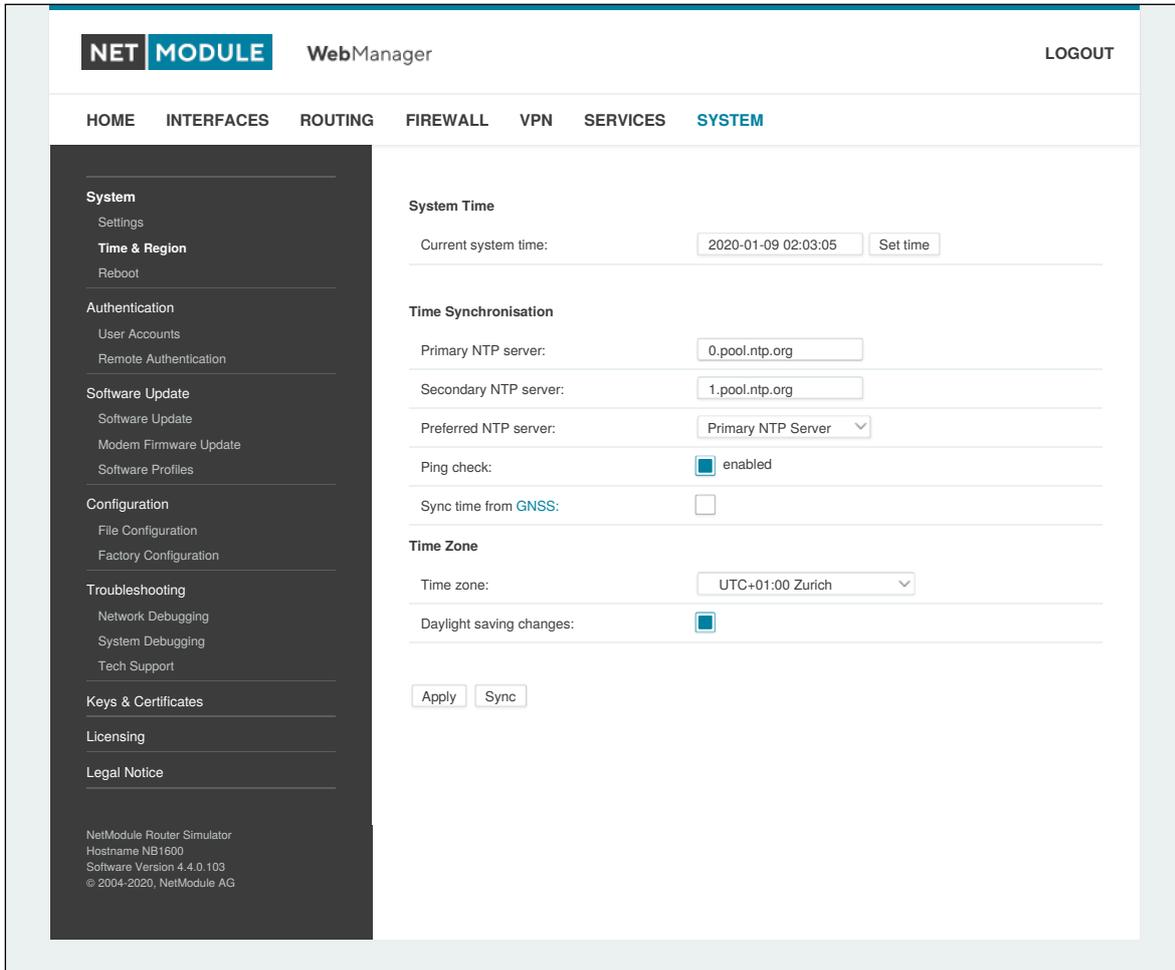 NET MODULE WebManager LOGOUT
HOME INTERFACES ROUTING FIREWALL VPN SERVICES SYSTEM
System
Settings
Time & Region
Reboot
Authentication
User Accounts
Remote Authentication
Software Update
Software Update
Modem Firmware Update
Software Profiles
Configuration
File Configuration
Factory Configuration
Troubleshooting
Network Debugging
System Debugging
Tech Support
Keys & Certificates
Licensing
Legal Notice
NetModule Router Simulator
Hostname NB1600
Software Version 4.4.0.103
© 2004-2020, NetModule AG
System Time
Current system time: 2020-01-09 02:03:05 Set time
Time Synchronisation
Primary NTP server: 0.pool.ntp.org
Secondary NTP server: 1.pool.ntp.org
Preferred NTP server: Primary NTP Server
Ping check: enabled
Sync time from GNSS:
Time Zone
Time zone: UTC+01:00 Zurich
Daylight saving changes:
Apply Sync